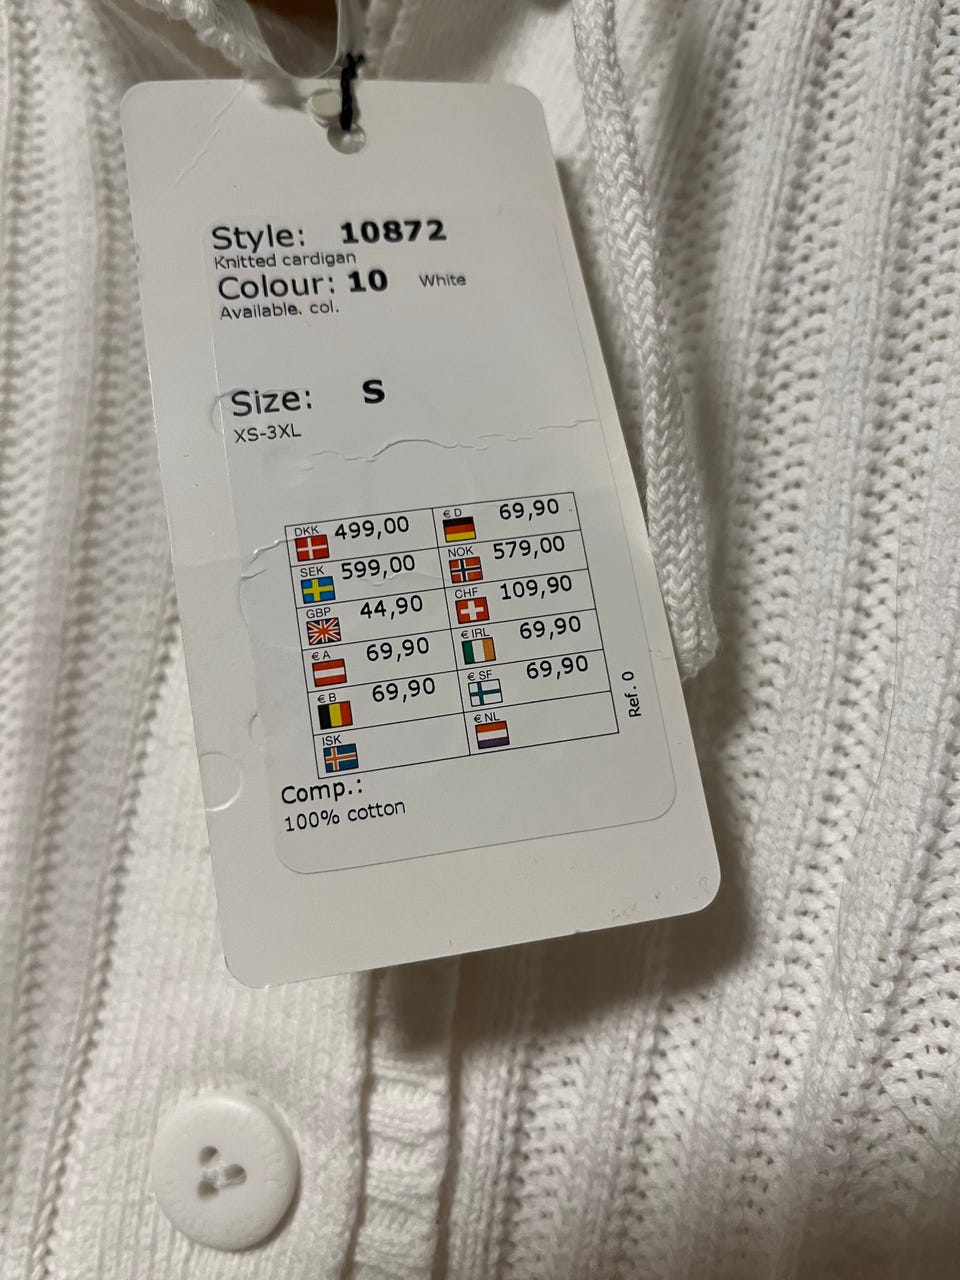 Style: 10872
Knitted cardigan
Colour: 10 White
Available. col.
Size: S
XS-3XL
DKK 499,00 € D 69,90
SEK 599,00 NOK 579,00
GBP 44,90 CHF 109,90
€ A 69,90 € IRL 69,90
€ B 69,90 € SF 69,90
ISK € NL
Ref. 0
Comp.:
100% cotton